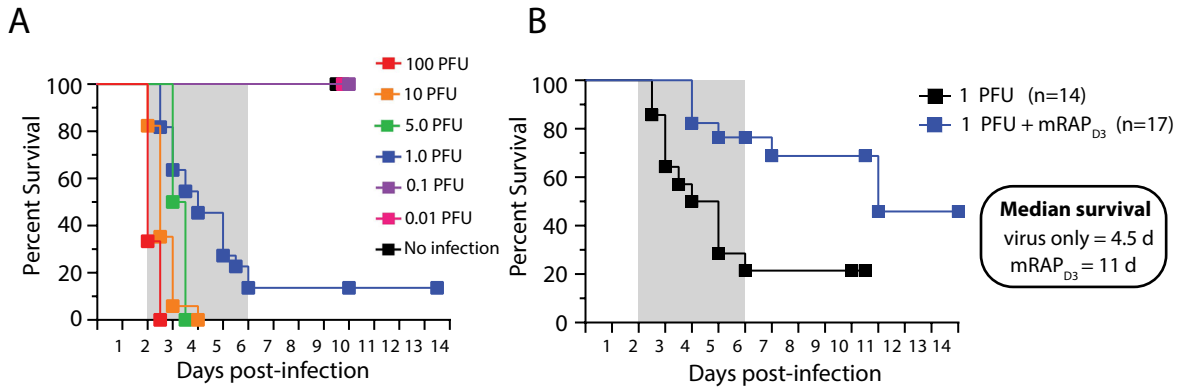 A
Percent Survival
100
80
60
40
20
0
1 2 3 4 5 6 7 8 9 10 11 12 13 14
Days post-infection
100 PFU
10 PFU
5.0 PFU
1.0 PFU
0.1 PFU
0.01 PFU
No infection
B
Percent Survival
100
80
60
40
20
0
1 2 3 4 5 6 7 8 9 10 11 12 13 14
Days post-infection
1 PFU (n=14)
1 PFU + mRAP D3 (n=17)
Median survival
virus only = 4.5 d
mRAP D3 = 11 d